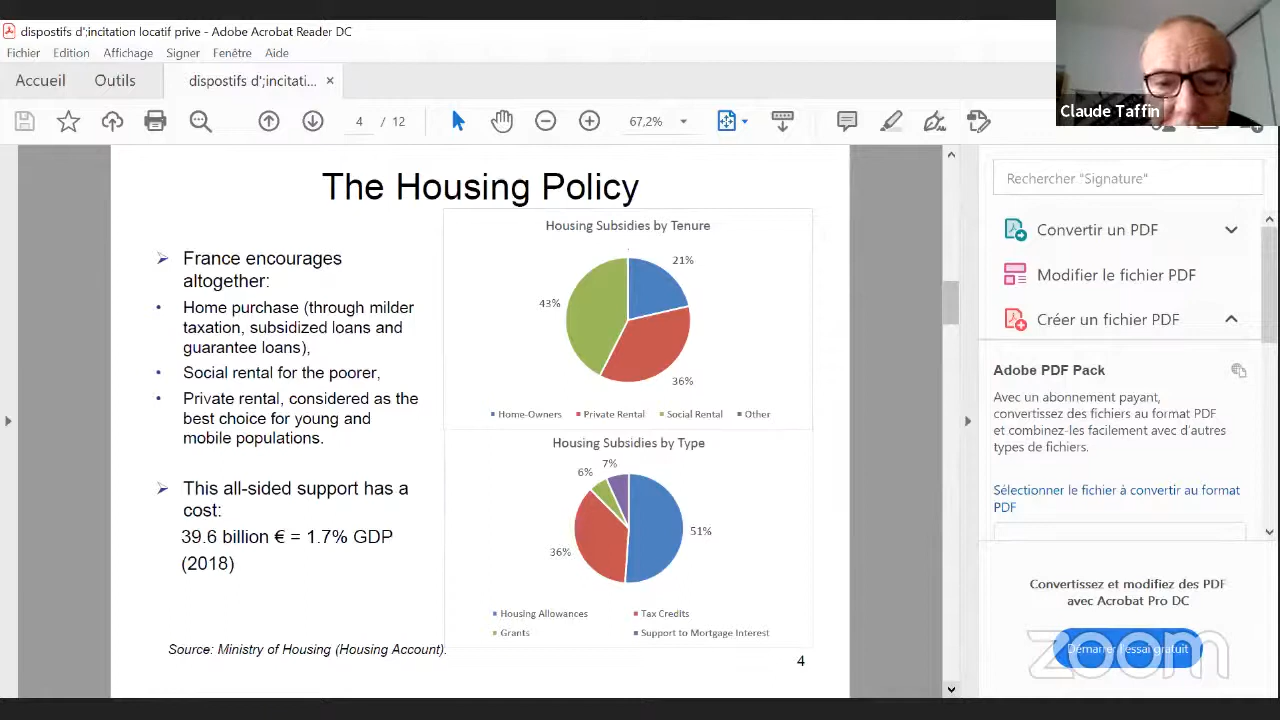 dispostifs d';incitation locatif prive - Adobe Acrobat Reader DC
Fichier Edition Affichage Signer Fenêtre Aide
Accueil Outils dispostifs d';incitati... ×
4 / 12 67,2%
Claude Taffin
The Housing Policy
France encourages
altogether:
Home purchase (through milder
taxation, subsidized loans and
guarantee loans),
Social rental for the poorer,
Private rental, considered as the
best choice for young and
mobile populations.
This all-sided support has a
cost:
39.6 billion € = 1.7% GDP
(2018)
Source: Ministry of Housing (Housing Account).
Housing Subsidies by Tenure
21%
43%
36%
Home-Owners Private Rental Social Rental Other
Housing Subsidies by Type
7%
6%
51%
36%
Housing Allowances Tax Credits
Grants Support to Mortgage Interest
4
Rechercher "Signature"
Convertir un PDF
Modifier le fichier PDF
Créer un fichier PDF
Adobe PDF Pack
Avec un abonnement payant,
convertissez des fichiers au format PDF
et combinez-les facilement avec d'autres
types de fichiers.
Sélectionner le fichier à convertir au format
PDF
Convertissez et modifiez des PDF
avec Acrobat Pro DC
Démarrer l'essai gratuit
zoom